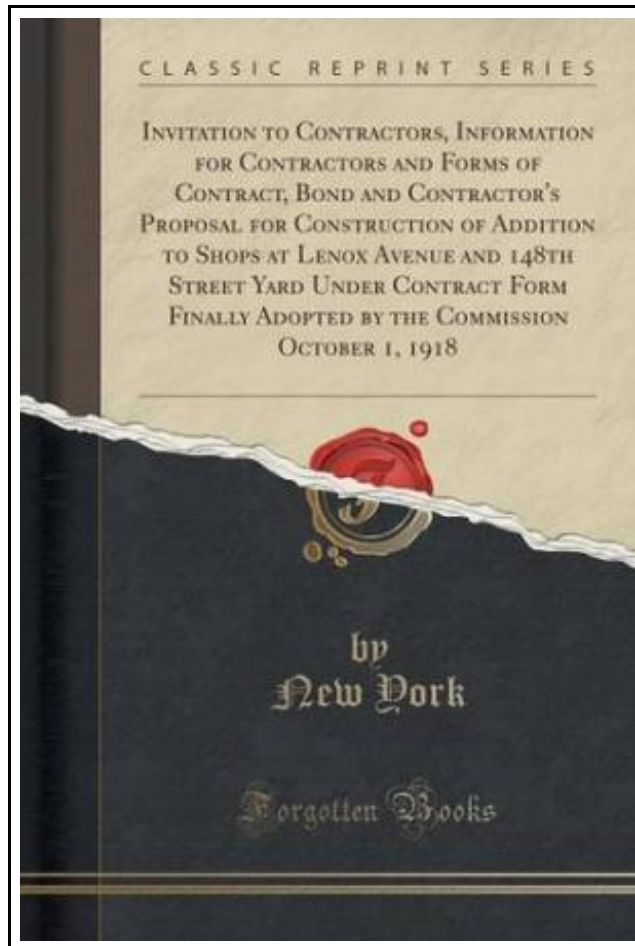 CLASSIC REPRINT SERIES
INVITATION TO CONTRACTORS, INFORMATION
FOR CONTRACTORS AND FORMS OF
CONTRACT, BOND AND CONTRACTOR'S
PROPOSAL FOR CONSTRUCTION OF ADDITION
TO SHOPS AT LENOX AVENUE AND 148TH
STREET YARD UNDER CONTRACT FORM
FINALLY ADOPTED BY THE COMMISSION
OCTOBER 1, 1918
by
New York
Forgotten Books